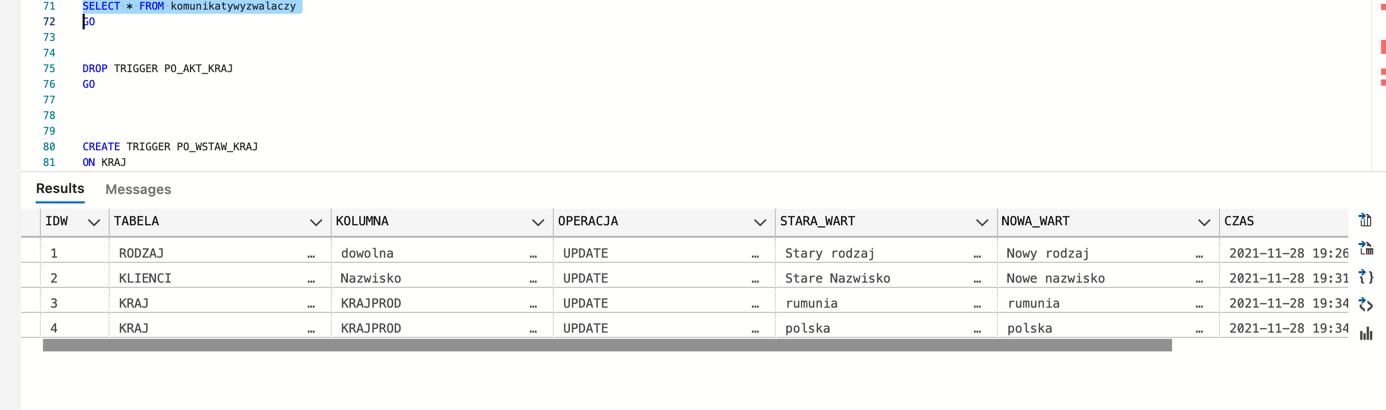 71 SELECT * FROM komunikatywyzwalaczy
72 GO
73
74
75 DROP TRIGGER PO_AKT_KRAJ
76 GO
77
78
79
80 CREATE TRIGGER PO_WSTAW_KRAJ
81 ON KRAJ
Results Messages
IDW TABELA KOLUMNA OPERACJA STARA_WART NOWA_WART CZAS
1 RODZAJ … dowolna … UPDATE … Stary rodzaj … Nowy rodzaj … 2021-11-28 19:26
2 KLIENCI … Nazwisko … UPDATE … Stare Nazwisko … Nowe nazwisko … 2021-11-28 19:31
3 KRAJ … KRAJPROD … UPDATE … rumunia … rumunia … 2021-11-28 19:34
4 KRAJ … KRAJPROD … UPDATE … polska … polska … 2021-11-28 19:34